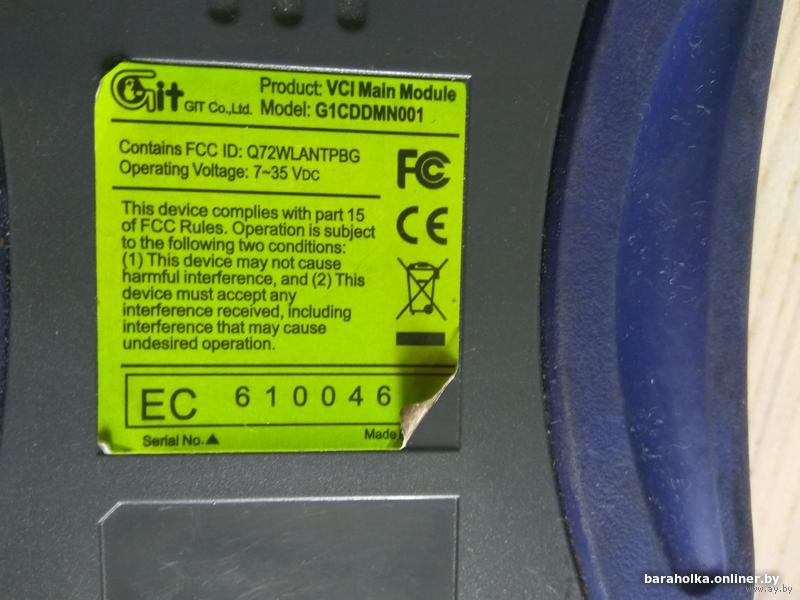 Git GIT Co.,Ltd.
Product: VCI Main Module
Model: G1CDDMN001
Contains FCC ID: Q72WLANTPBG
Operating Voltage: 7~35 VDC
FC
CE
This device complies with part 15
of FCC Rules. Operation is subject
to the following two conditions:
(1) This device may not cause
harmful interference, and (2) This
device must accept any
interference received, including
interference that may cause
undesired operation.
EC 610046
Serial No.▲
Made
baraholka.onliner.by
www.ay.by